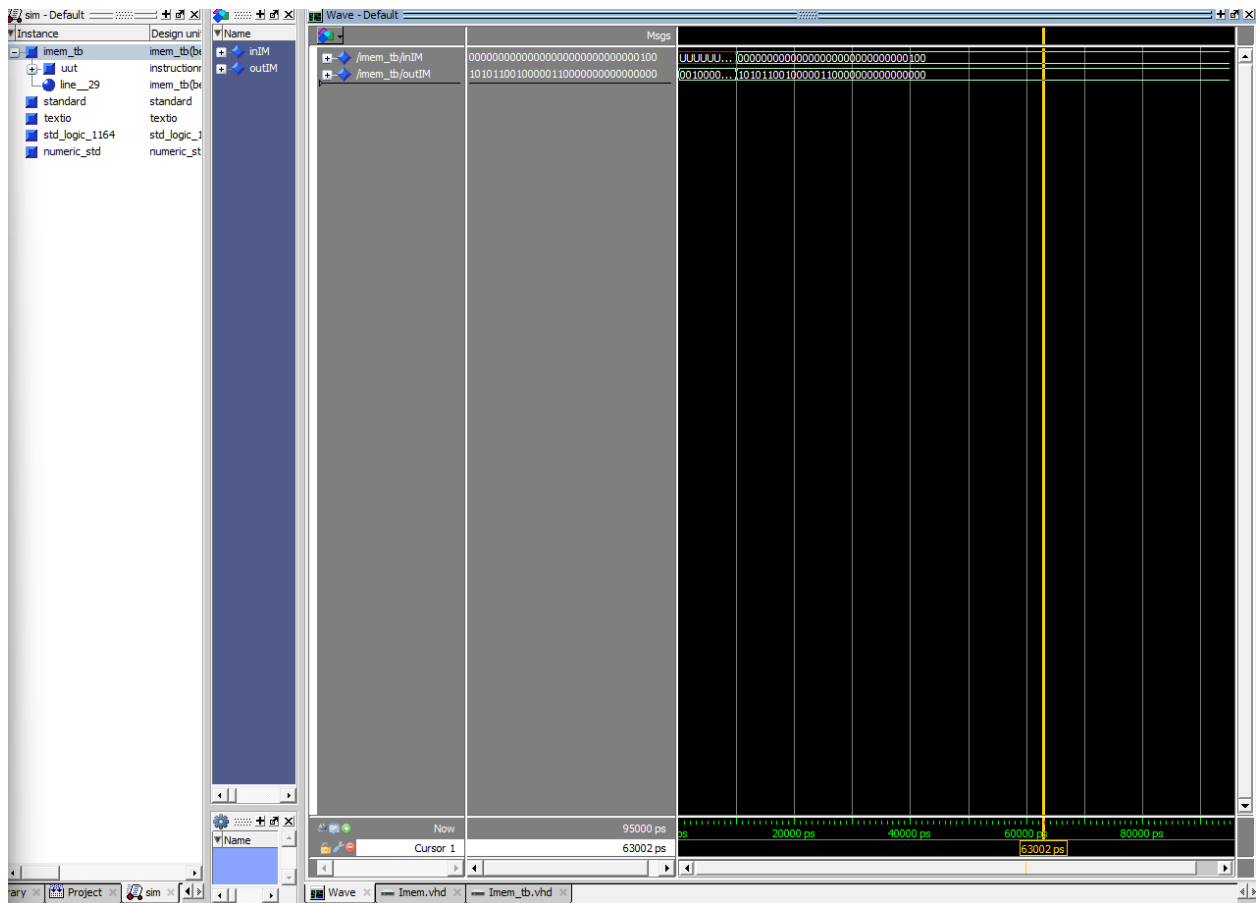 sim - Default
Instance Design uni
imem_tb imem_tb(be
uut instructionr
line__29 imem_tb(be
standard standard
textio textio
std_logic_1164 std_logic_1
numeric_std numeric_st
Name
inIM
outIM
Name
Wave - Default
Msgs
/imem_tb/inIM 00000000000000000000000000000100 UUUUUU... 00000000000000000000000000000100
/imem_tb/outIM 10101100100000110000000000000000 0010000... 10101100100000110000000000000000
Now 95000 ps ps 20000 ps 40000 ps 60000 ps 80000 ps
Cursor 1 63002 ps 63002 ps
rary Project sim
Wave Imem.vhd Imem_tb.vhd